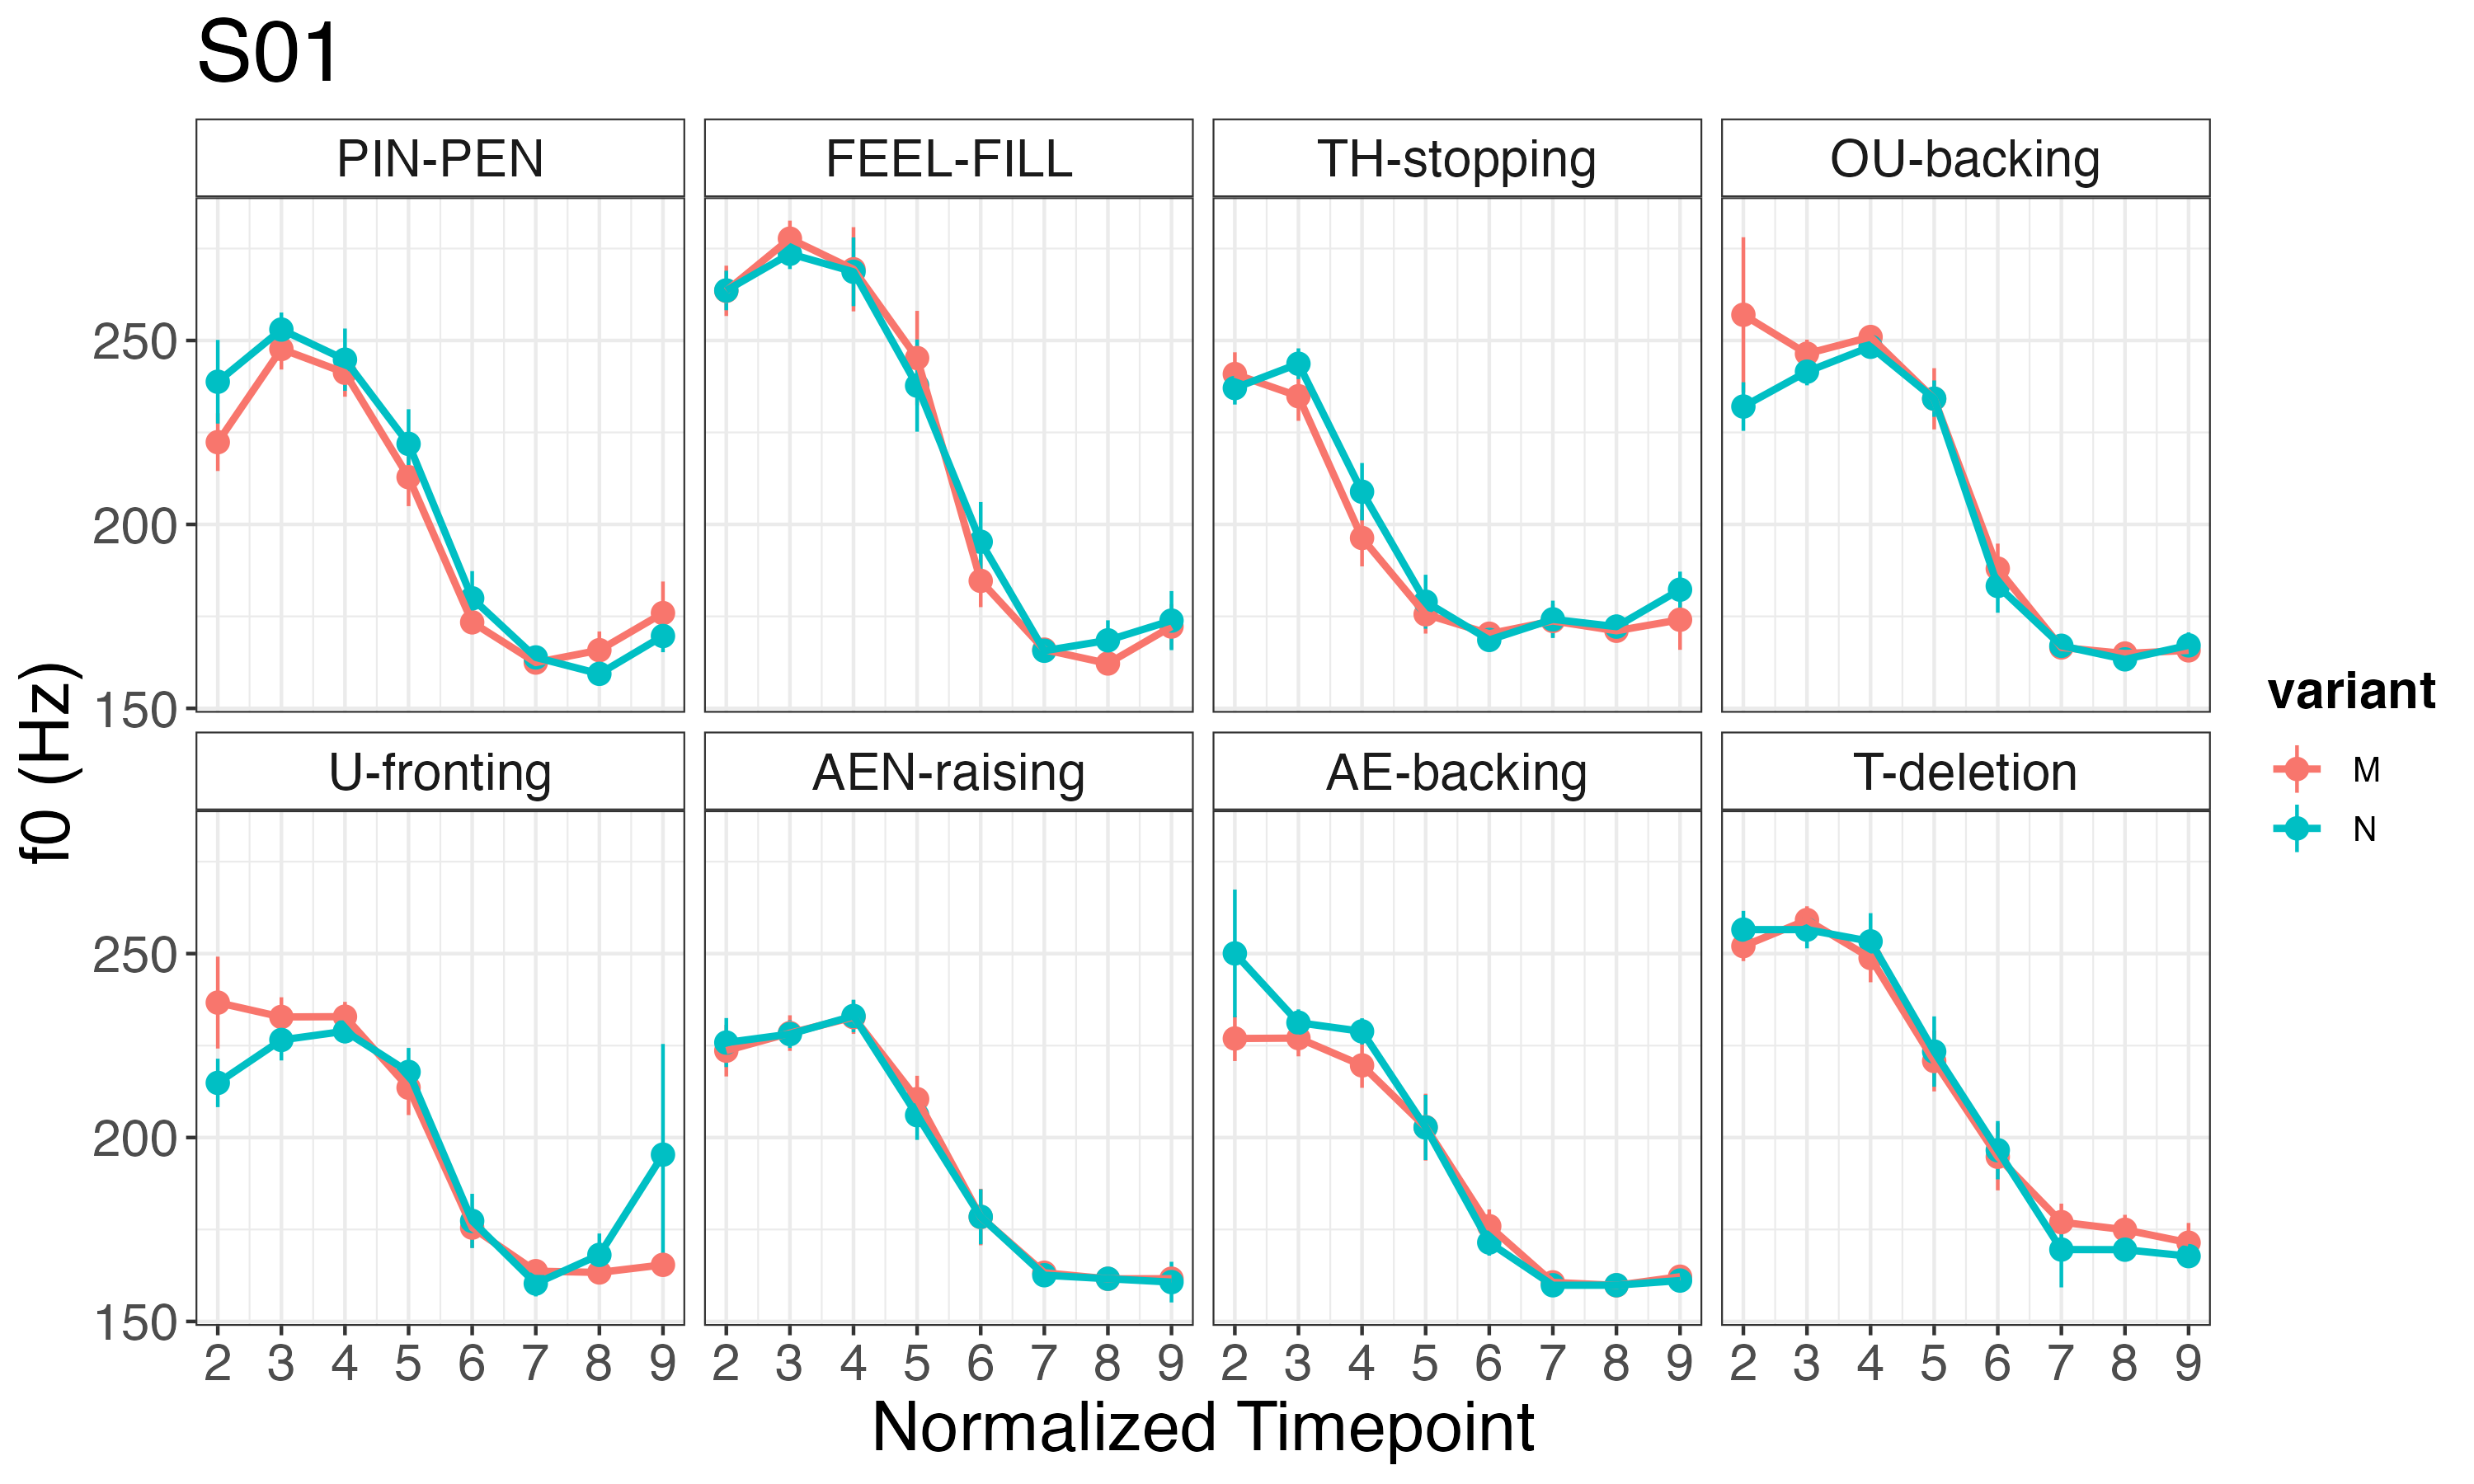 S01
PIN-PEN FEEL-FILL TH-stopping OU-backing
250
200
150
U-fronting AEN-raising AE-backing T-deletion
250
200
150
2 3 4 5 6 7 8 9 2 3 4 5 6 7 8 9 2 3 4 5 6 7 8 9 2 3 4 5 6 7 8 9
Normalized Timepoint
f0 (Hz)
variant
M
N